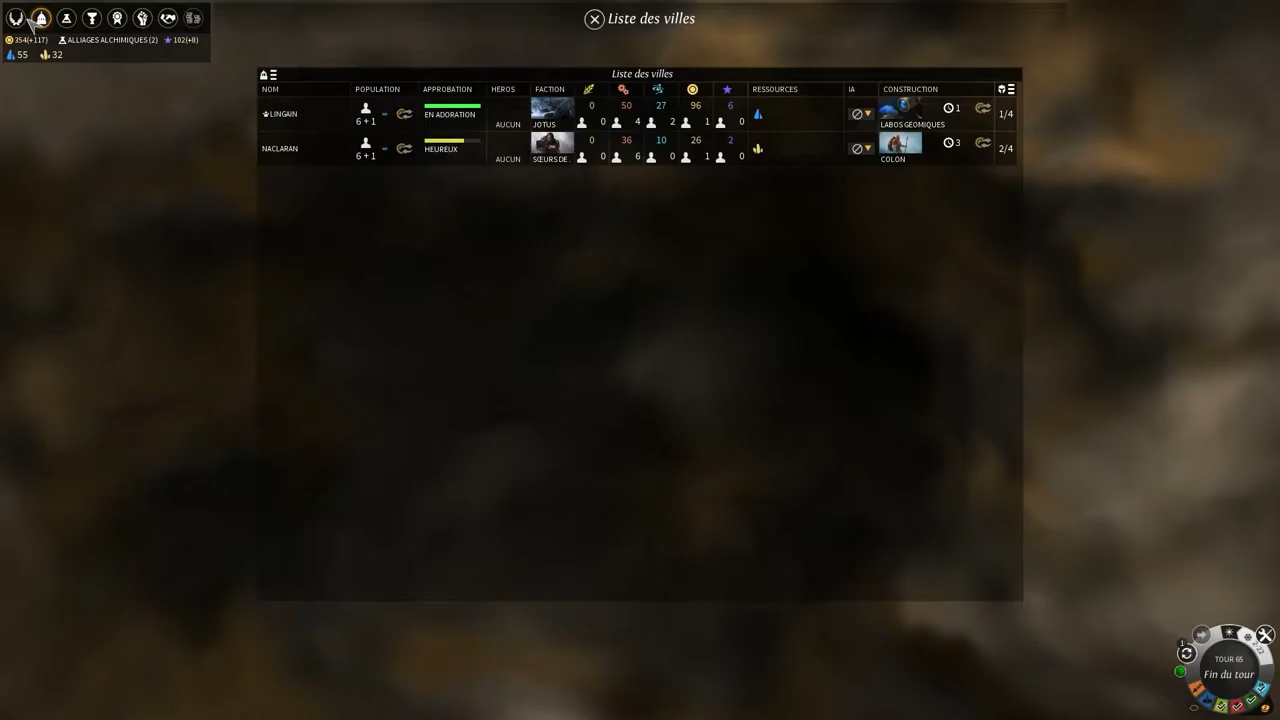 Liste des villes
354(+117) ALLIAGES ALCHIMIQUES (2) 102(+8)
55 32
Liste des villes
NOM POPULATION APPROBATION HÉROS FACTION RESSOURCES IA CONSTRUCTION
LINGAIN 6 + 1 EN ADORATION AUCUN JOTUS 0 0 50 4 27 2 96 1 6 0 LABOS GÉOMIQUES 1 1/4
NACLARAN 6 + 1 HEUREUX AUCUN SŒURS DE 0 0 36 6 10 0 26 1 2 0 COLON 3 2/4
1
TOUR 65
Fin du tour